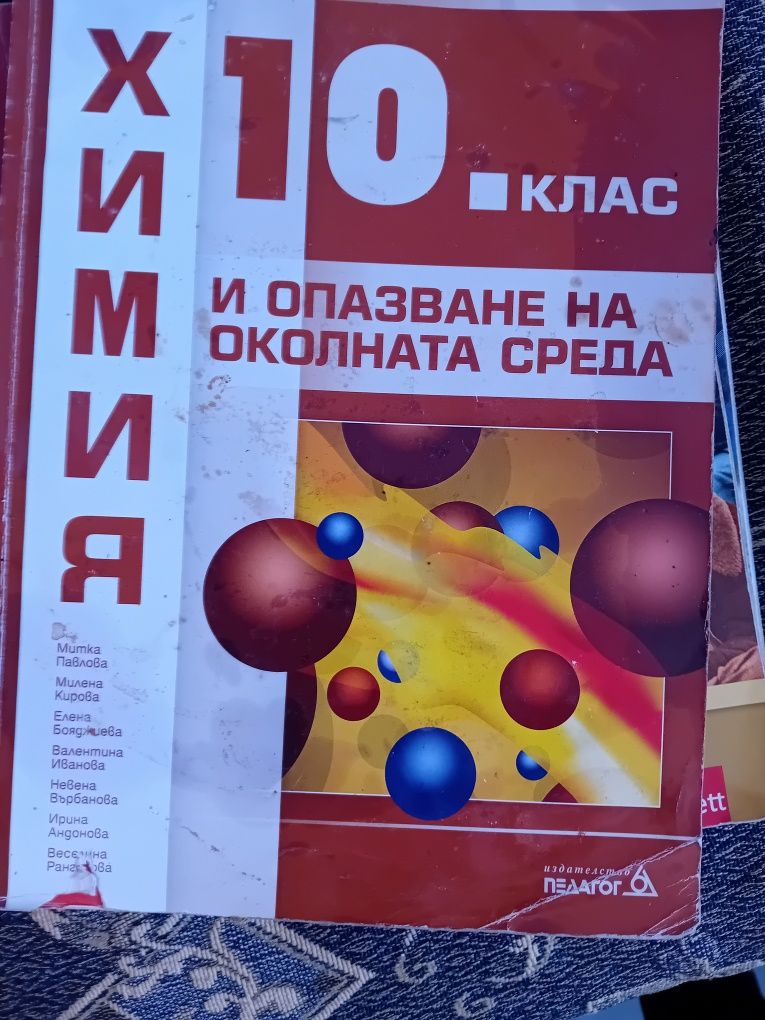 ХИМИЯ
10. КЛАС
И ОПАЗВАНЕ НА
ОКОЛНАТА СРЕДА
Митка
Павлова
Милена
Кирова
Елена
Бояджиева
Валентина
Иванова
Невена
Върбанова
Ирина
Андонова
издателство
ПЕДАГОГ 6
ett